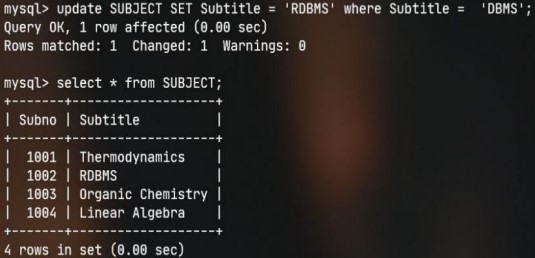 mysql> update SUBJECT SET Subtitle = 'RDBMS' where Subtitle =  'DBMS';
Query OK, 1 row affected (0.00 sec)
Rows matched: 1  Changed: 1  Warnings: 0
mysql> select * from SUBJECT;
+-------+-------------------+
| Subno | Subtitle          |
+-------+-------------------+
|  1001 | Thermodynamics    |
|  1002 | RDBMS             |
|  1003 | Organic Chemistry |
|  1004 | Linear Algebra    |
+-------+-------------------+
4 rows in set (0.00 sec)